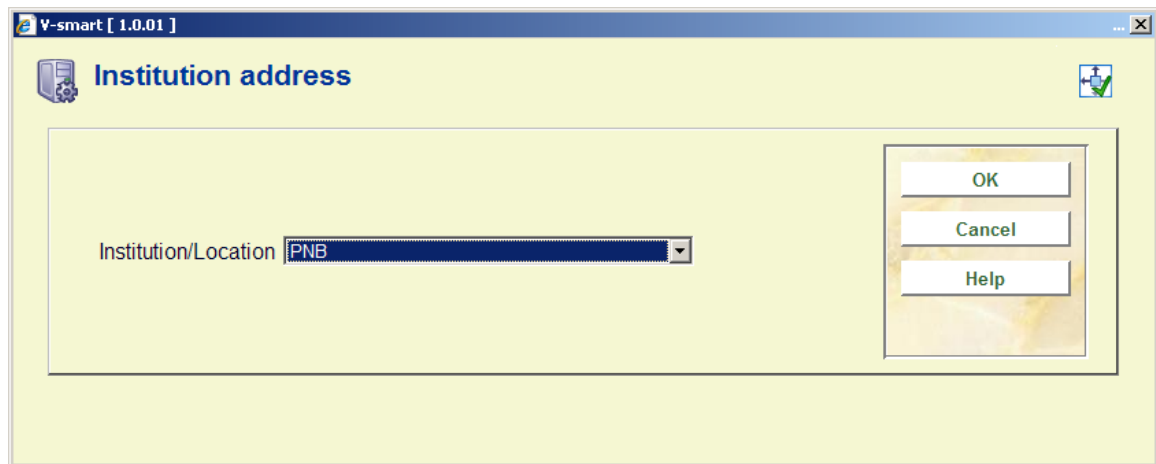 V-smart [ 1.0.01 ] ...
Institution address
Institution/Location PNB
OK
Cancel
Help